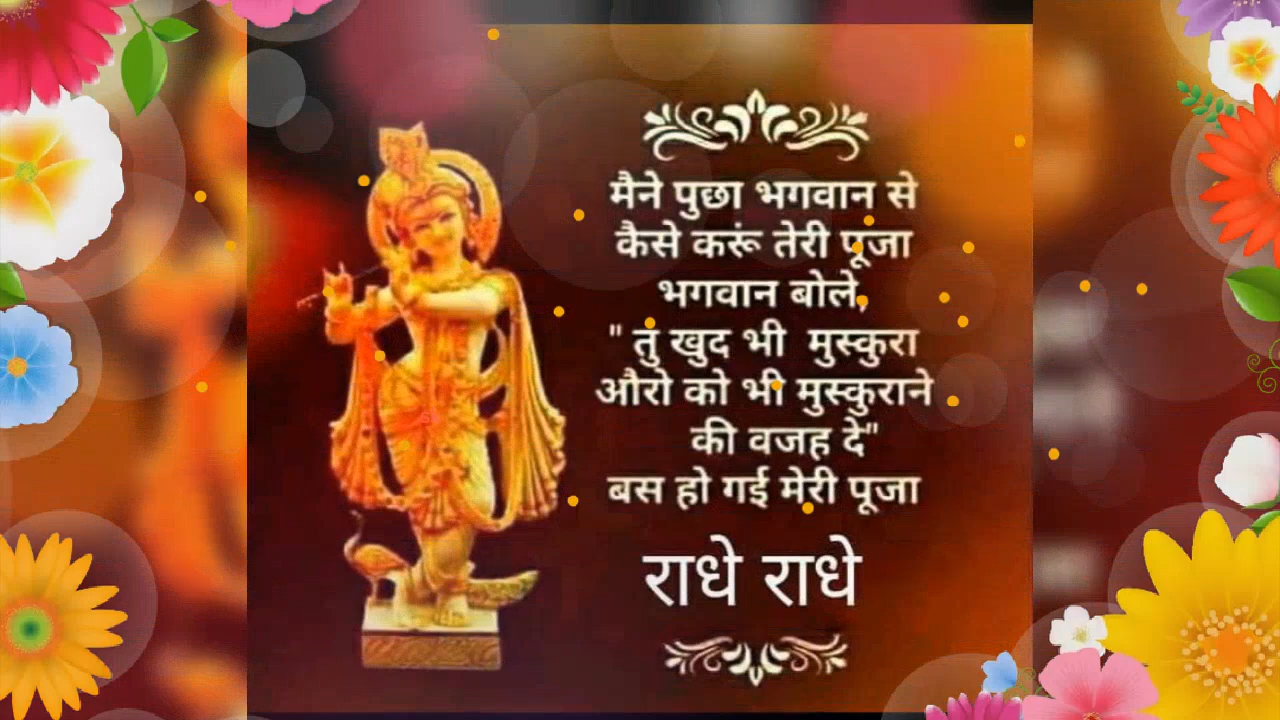 मैने पुछा भगवान से
कैसे करूं तेरी पूजा
भगवान बोले,
" तु खुद भी मुस्कुरा
औरो को भी मुस्कुराने
की वजह दे"
बस हो गई मेरी पूजा
राधे राधे